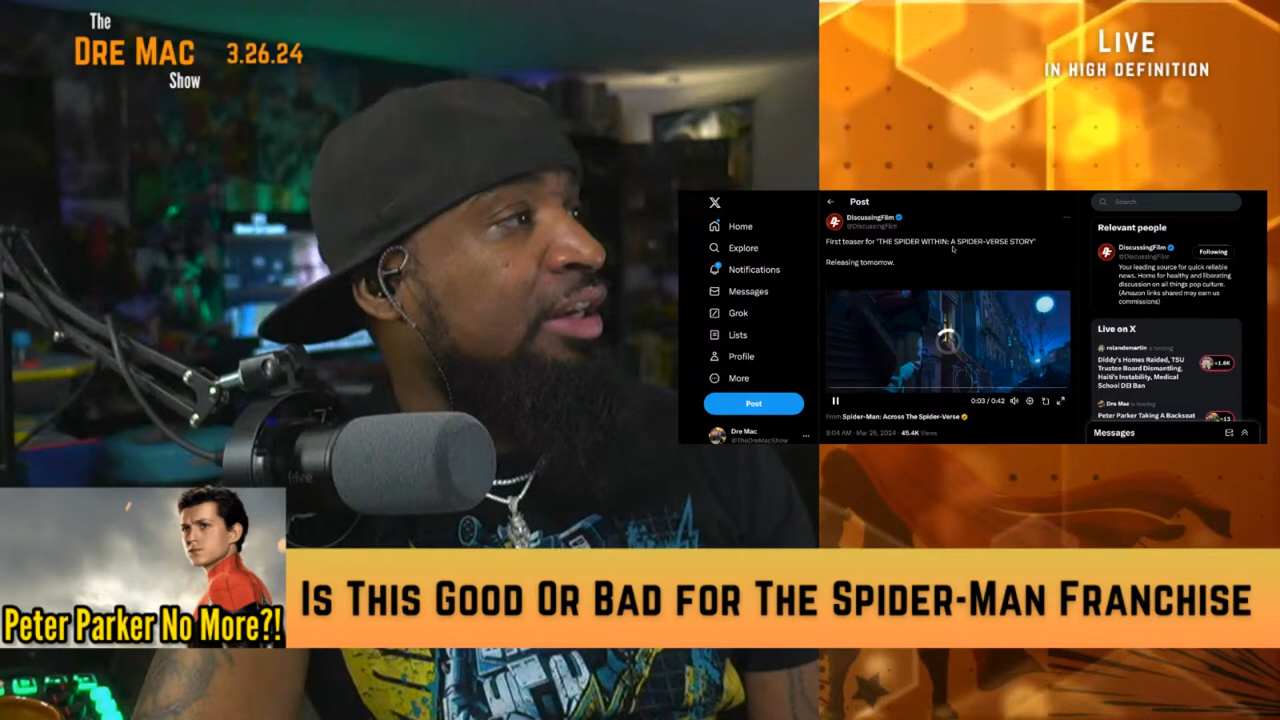 The
DRE MAC
Show
3.26.24
LIVE
IN HIGH DEFINITION
X
Home
Explore
Notifications
Messages
Grok
Lists
Profile
More
Post
Dre Mac
@TheDreMacShow
Post
DiscussingFilm
@DiscussingFilm
First teaser for 'THE SPIDER WITHIN: A SPIDER-VERSE STORY'
Releasing tomorrow.
0:03 / 0:42
From Spider-Man: Across The Spider-Verse
8:04 AM · Mar 26, 2024 · 45.4K Views
Search
Relevant people
DiscussingFilm
@DiscussingFilm
Following
Your leading source for quick reliable
news. Home for healthy and liberating
discussion on all things pop culture.
(Amazon links shared may earn us
commissions)
Live on X
rolandsmartin is hosting
Diddy's Homes Raided, TSU
Trustee Board Dismantling,
Haiti's Instability, Medical
School DEI Ban
+1.6K
Dre Mac is hosting
Peter Parker Taking A Backseat
+13
Messages
Peter Parker No More?!
IS THIS GOOD OR BAD FOR THE SPIDER-MAN FRANCHISE